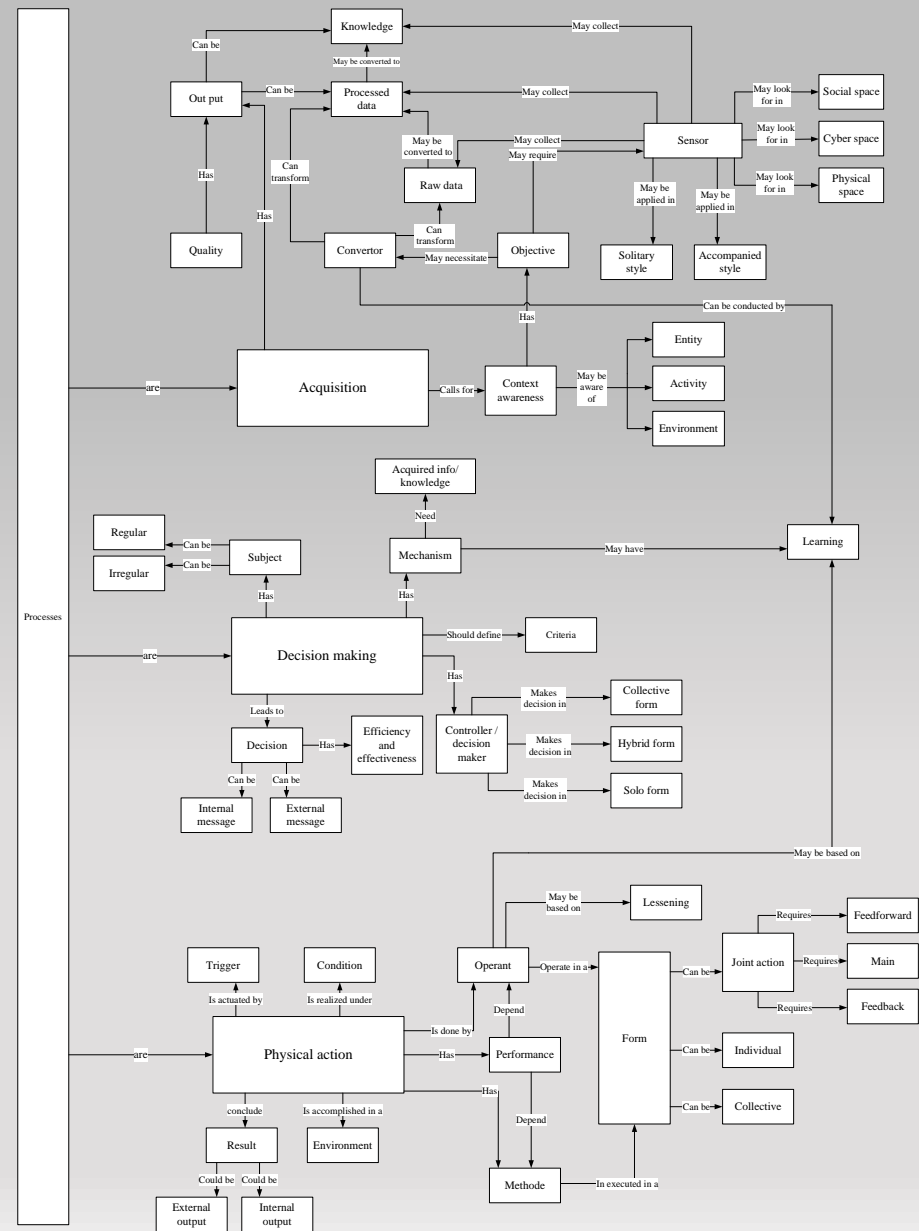 Knowledge
Can be
May collect
May be converted to
Out put
Can be
Processed
data
May collect
May look
for in
Social space
Can
transform
May be
converted to
May collect
May require
Sensor
May look
for in
Cyber space
Has
Has
Raw data
May be
applied in
May be
applied in
May look
for in
Physical
space
Can
transform
Quality
Convertor
May necessitate
Objective
Solitary
style
Accompanied
style
Can be conducted by
Has
Entity
are
Acquisition
Calls for
Context
awareness
May be
aware
of
Activity
Environment
Acquired info/
knowledge
Need
Regular
Can be
Subject
Mechanism
May have
Learning
Irregular
Can be
Has
Has
Processes
Should define
Criteria
are
Decision making
Has
Leads to
Makes
decision in
Collective
form
Decision
Has
Efficiency
and
effectiveness
Controller /
decision
maker
Makes
decision in
Hybrid form
Can be
Can be
Makes
decision in
Solo form
Internal
message
External
message
May be based on
May be
based on
Lessening
Requires
Feedforward
Trigger
Condition
Operant
Operate in a
Can be
Joint action
Requires
Main
Is actuated by
Is realized under
Requires
Feedback
Is done by
Depend
are
Physical action
Has
Performance
Form
Can be
Individual
Has
conclude
Is accomplished in a
Can be
Collective
Depend
Result
Environment
Could be
Could be
Methode
In executed in a
External
output
Internal
output